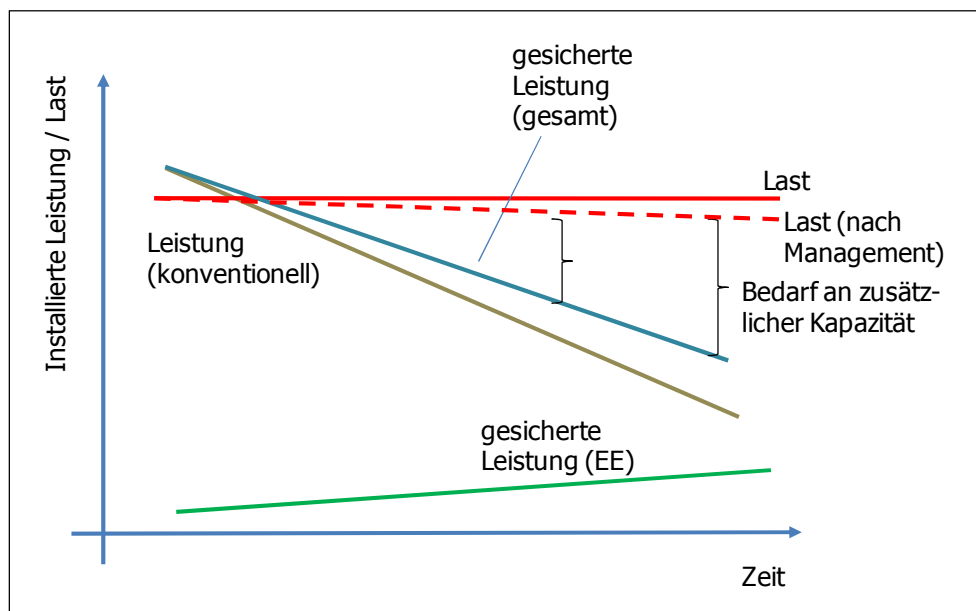 gesicherte
Leistung
(gesamt)
Installierte Leistung / Last
Last
Last (nach
Management)
Leistung
(konventionell)
Bedarf an zusätz-
licher Kapazität
gesicherte
Leistung (EE)
Zeit